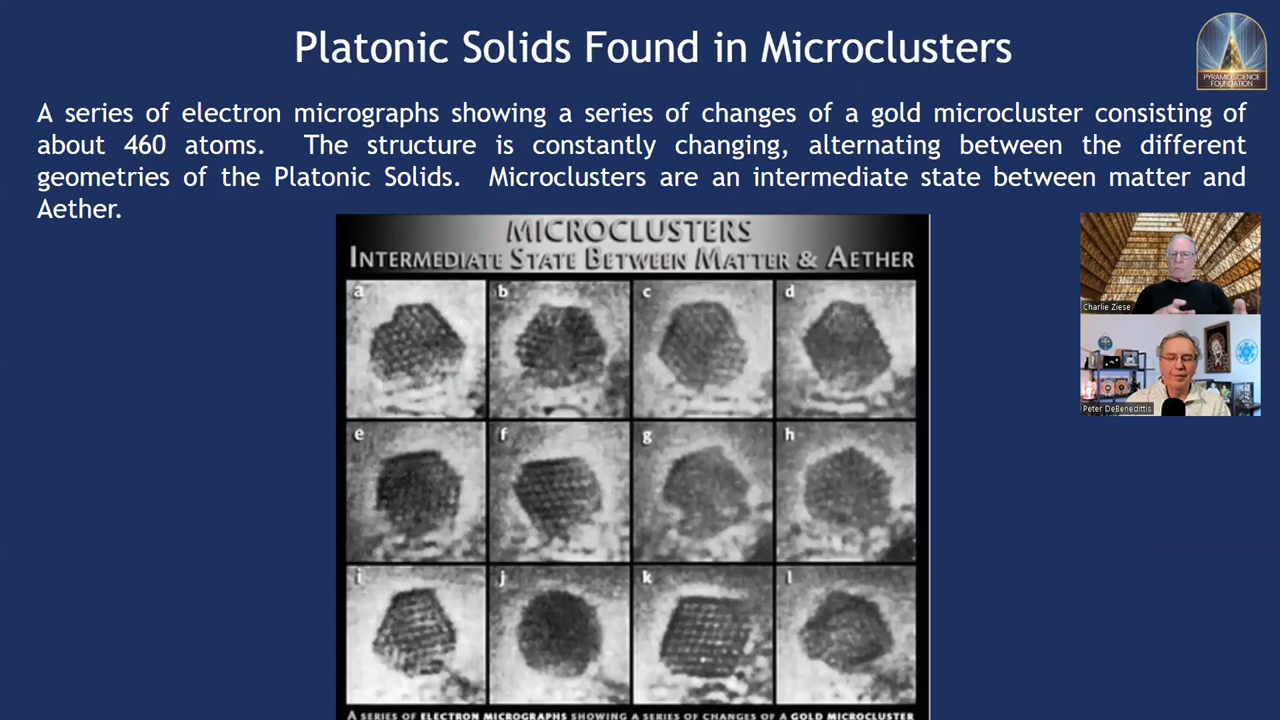 Platonic Solids Found in Microclusters
PYRAMID SCIENCE
FOUNDATION
A series of electron micrographs showing a series of changes of a gold microcluster consisting of
about 460 atoms. The structure is constantly changing, alternating between the different
geometries of the Platonic Solids. Microclusters are an intermediate state between matter and
Aether.
MICROCLUSTERS
INTERMEDIATE STATE BETWEEN MATTER & AETHER
a b c d
e f g h
i j k l
A SERIES OF ELECTRON MICROGRAPHS SHOWING A SERIES OF CHANGES OF A GOLD MICROCLUSTER
Charlie Ziese
Peter DeBenedittis